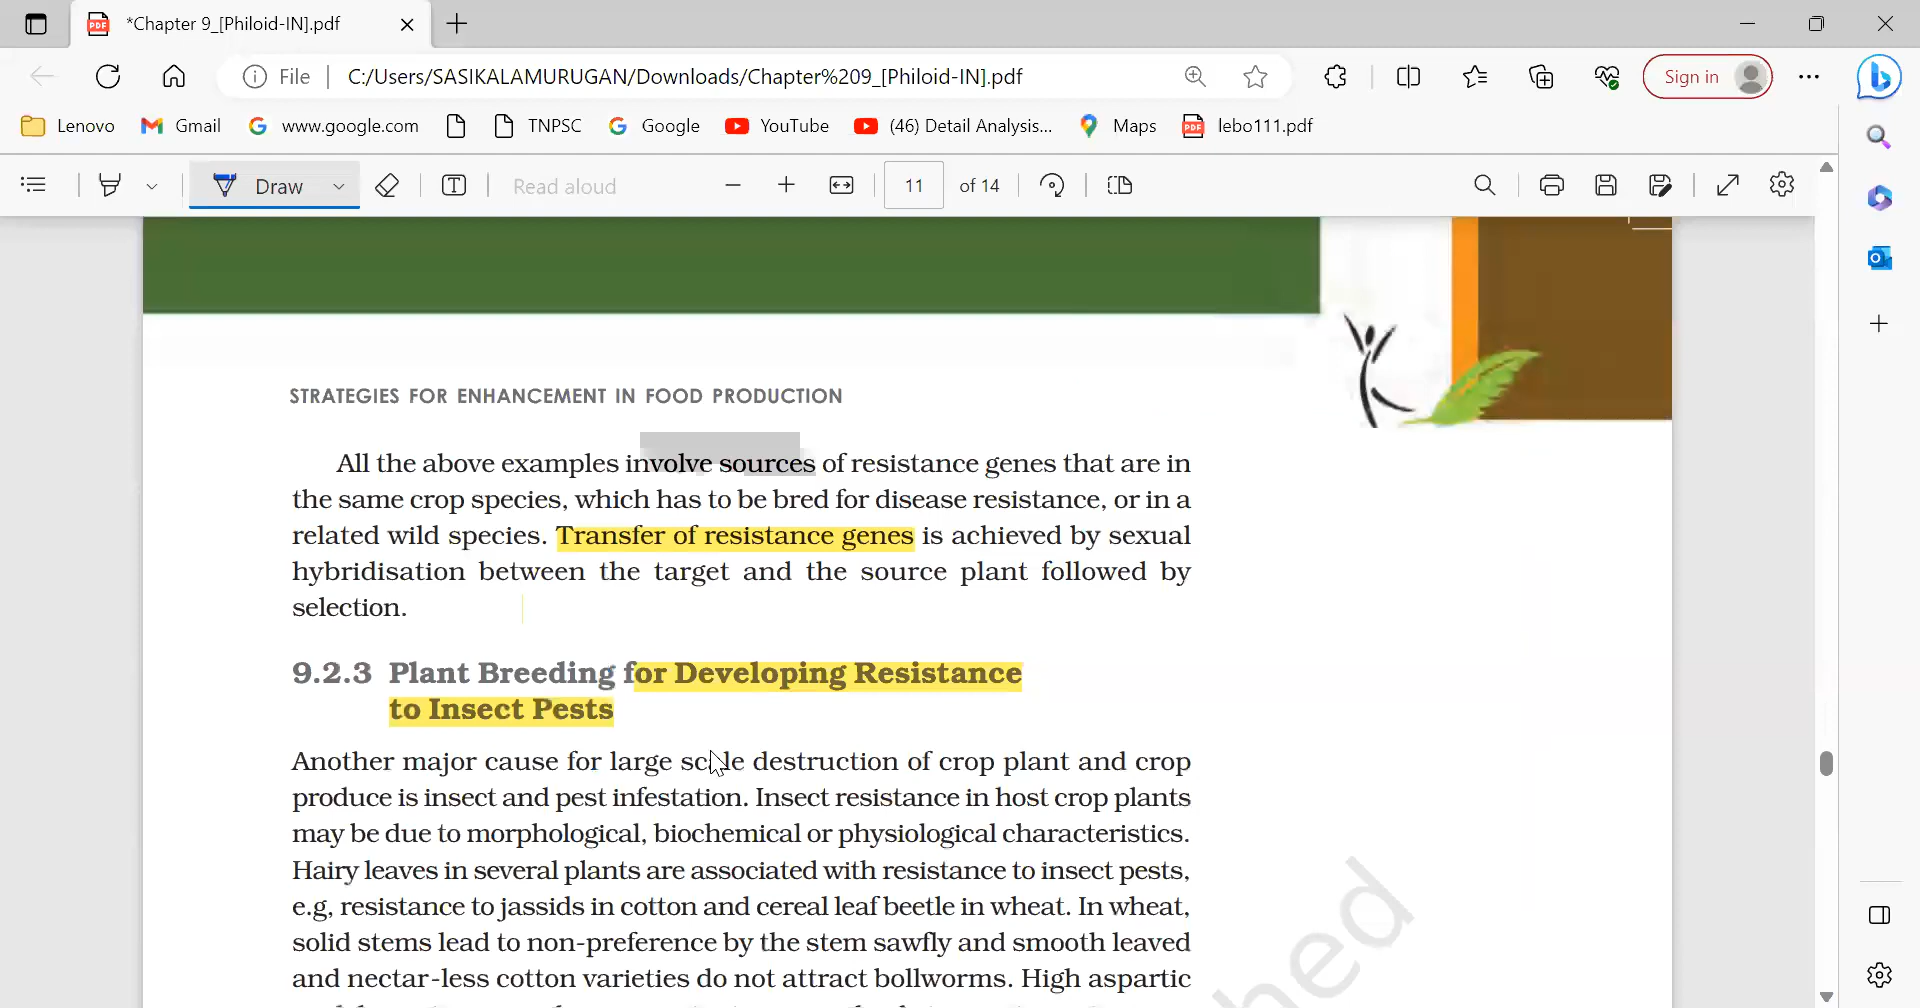 *Chapter 9_[Philoid-IN].pdf
File
C:/Users/SASIKALAMURUGAN/Downloads/Chapter%209_[Philoid-IN].pdf
Sign in
Lenovo Gmail www.google.com TNPSC Google YouTube (46) Detail Analysis... Maps lebo111.pdf
Draw Read aloud 11 of 14
STRATEGIES FOR ENHANCEMENT IN FOOD PRODUCTION
All the above examples involve sources of resistance genes that are in
the same crop species, which has to be bred for disease resistance, or in a
related wild species. Transfer of resistance genes is achieved by sexual
hybridisation between the target and the source plant followed by
selection.
9.2.3 Plant Breeding for Developing Resistance
to Insect Pests
Another major cause for large scale destruction of crop plant and crop
produce is insect and pest infestation. Insect resistance in host crop plants
may be due to morphological, biochemical or physiological characteristics.
Hairy leaves in several plants are associated with resistance to insect pests,
e.g, resistance to jassids in cotton and cereal leaf beetle in wheat. In wheat,
solid stems lead to non-preference by the stem sawfly and smooth leaved
and nectar-less cotton varieties do not attract bollworms. High aspartic
hed